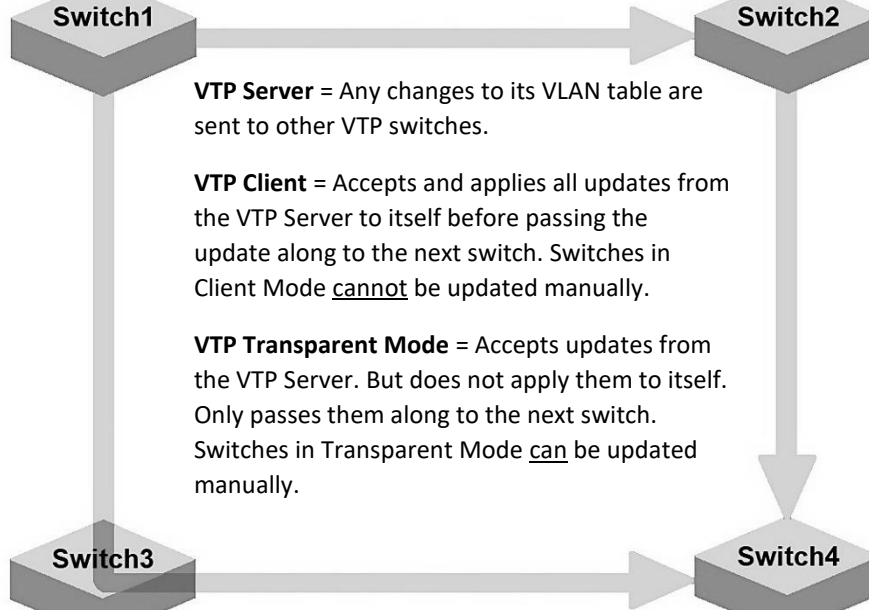 Switch1
Switch2
VTP Server = Any changes to its VLAN table are
sent to other VTP switches.
VTP Client = Accepts and applies all updates from
the VTP Server to itself before passing the
update along to the next switch. Switches in
Client Mode cannot be updated manually.
VTP Transparent Mode = Accepts updates from
the VTP Server. But does not apply them to itself.
Only passes them along to the next switch.
Switches in Transparent Mode can be updated
manually.
Switch3
Switch4